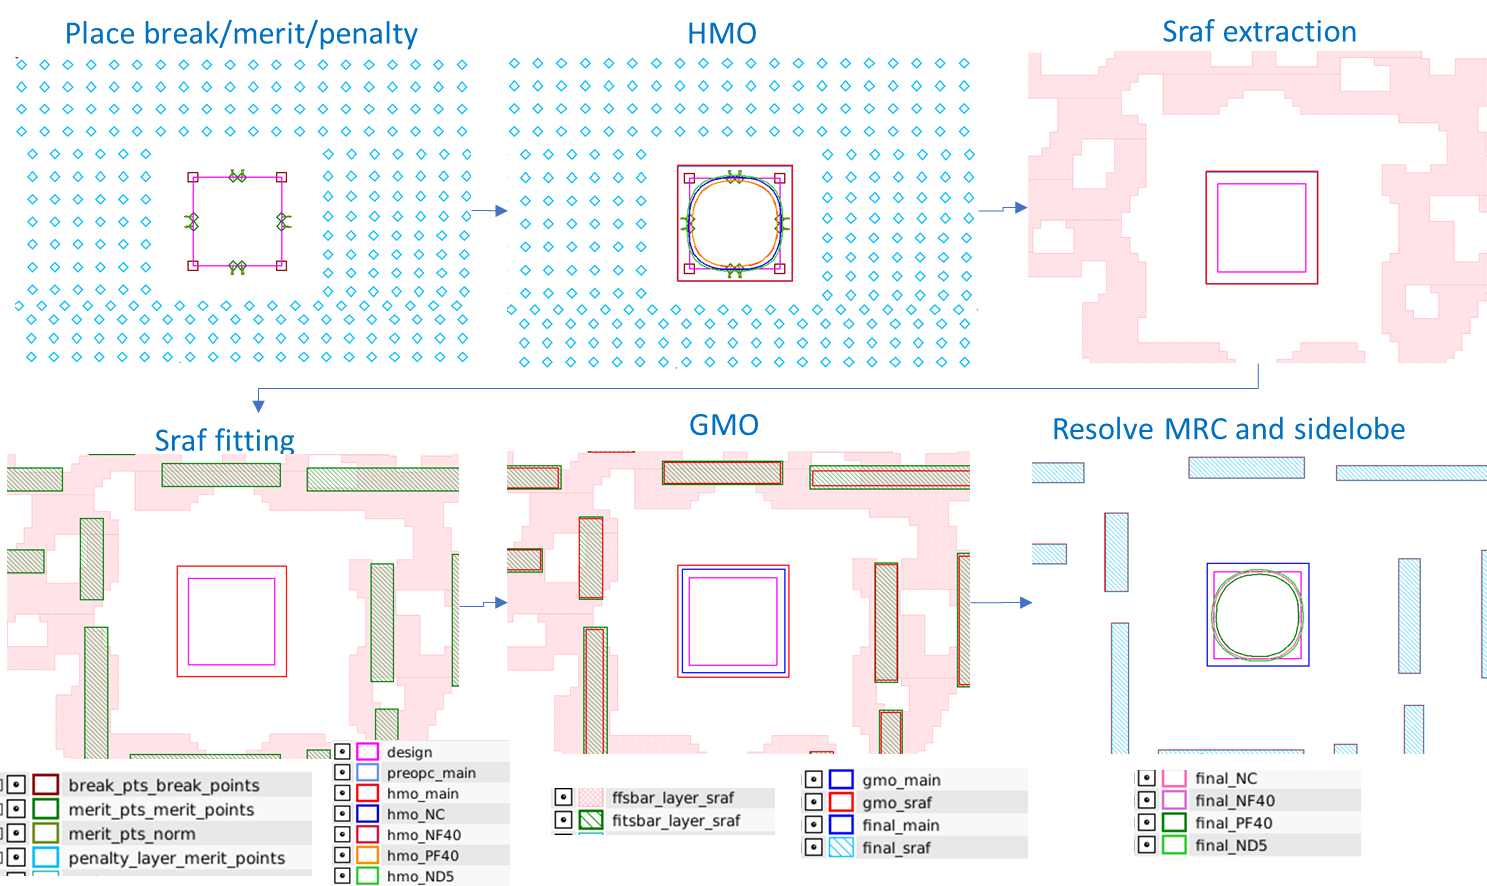 Place break/merit/penalty
HMO
Sraf extraction
Sraf fitting
GMO
Resolve MRC and sidelobe
break_pts_break_points
merit_pts_merit_points
merit_pts_norm
penalty_layer_merit_points
design
preopc_main
hmo_main
hmo_NC
hmo_NF40
hmo_PF40
hmo_ND5
ffsbar_layer_sraf
fitsbar_layer_sraf
gmo_main
gmo_sraf
final_main
final_sraf
final_NC
final_NF40
final_PF40
final_ND5